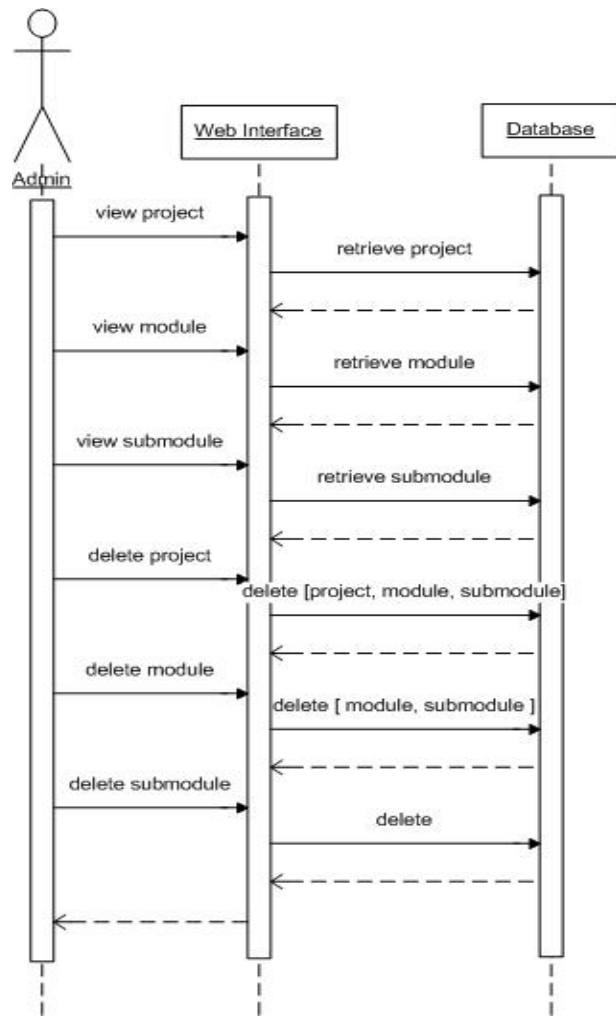 Web Interface
Database
Admin
view project
retrieve project
view module
retrieve module
view submodule
retrieve submodule
delete project
delete [project, module, submodule]
delete module
delete [ module, submodule ]
delete submodule
delete